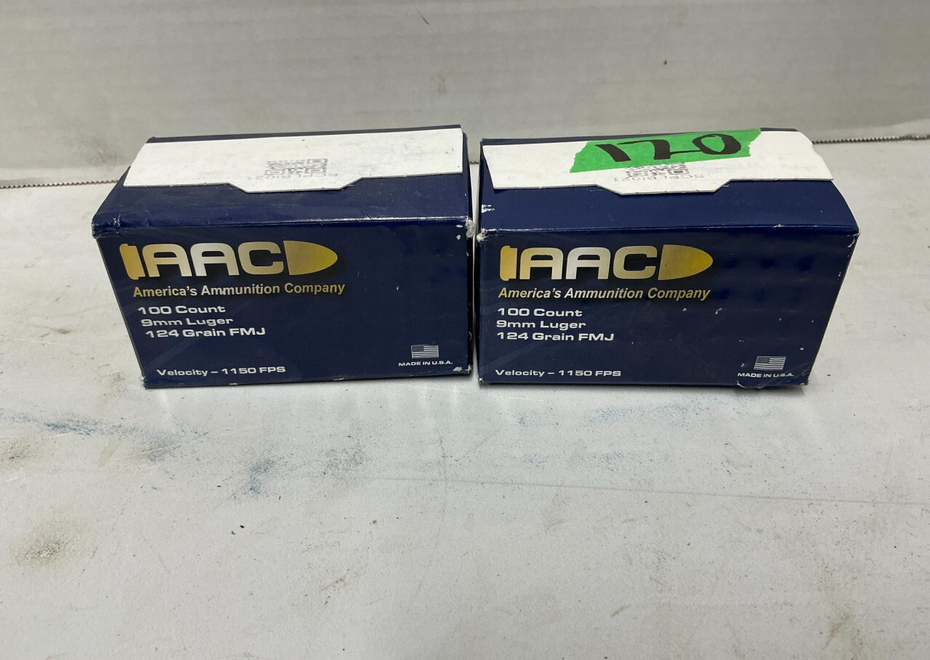 AAC
America's Ammunition Company
100 Count
9mm Luger
124 Grain FMJ
Velocity – 1150 FPS
MADE IN U.S.A.
120
AAC
America's Ammunition Company
100 Count
9mm Luger
124 Grain FMJ
Velocity – 1150 FPS
MADE IN U.S.A.